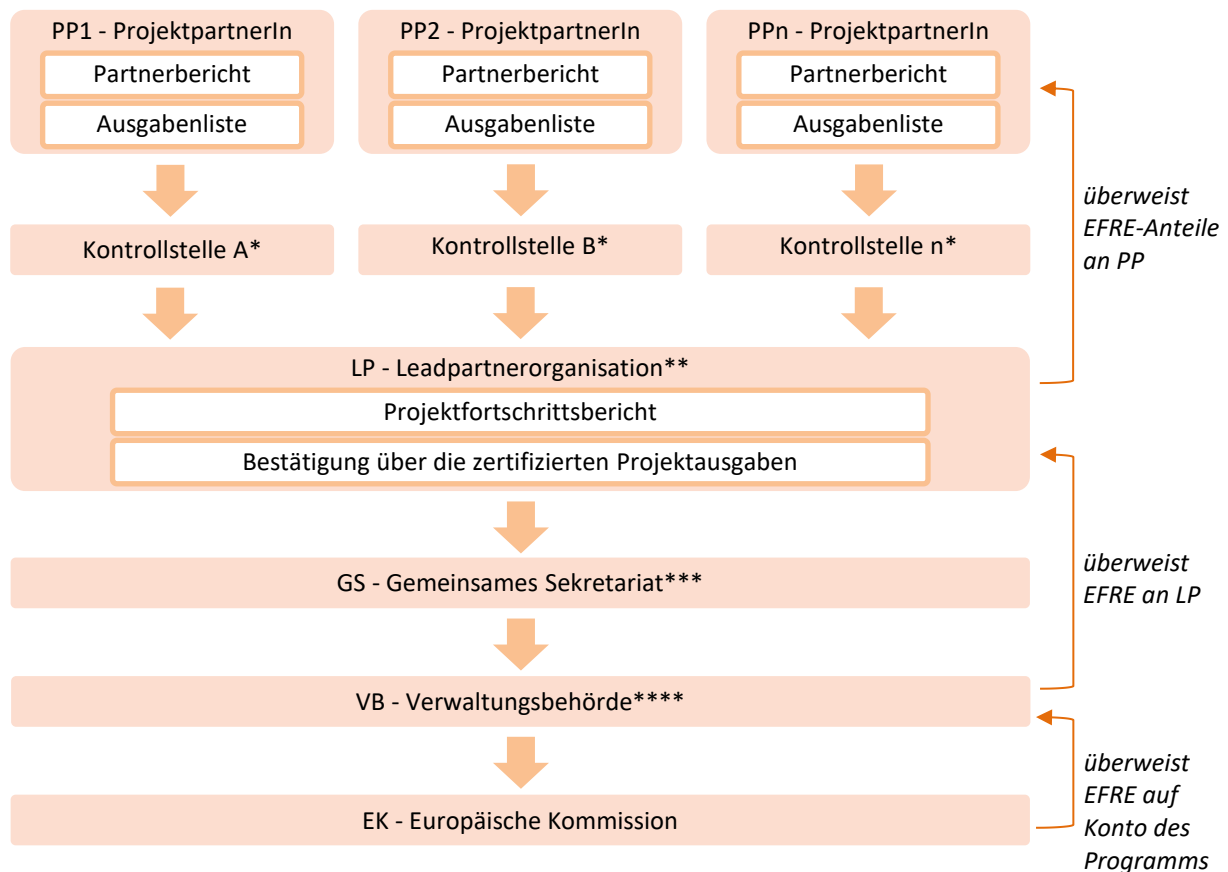 PP1 - ProjektpartnerIn
Partnerbericht
Ausgabenliste
PP2 - ProjektpartnerIn
Partnerbericht
Ausgabenliste
PPn - ProjektpartnerIn
Partnerbericht
Ausgabenliste
Kontrollstelle A*
Kontrollstelle B*
Kontrollstelle n*
überweist
EFRE-Anteile
an PP
LP - Leadpartnerorganisation**
Projektfortschrittsbericht
Bestätigung über die zertifizierten Projektausgaben
GS - Gemeinsames Sekretariat***
überweist
EFRE an LP
VB - Verwaltungsbehörde****
EK - Europäische Kommission
überweist
EFRE auf
Konto des
Programms